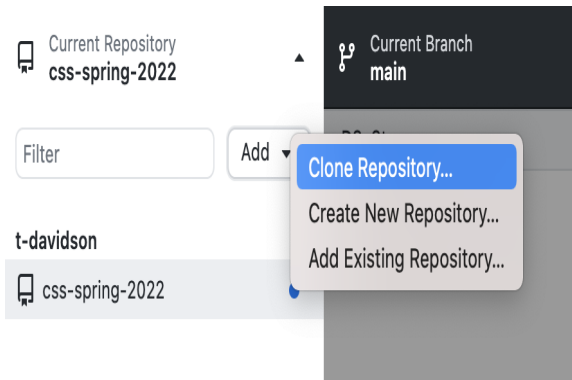 Current Repository
css-spring-2022
Current Branch
main
Filter
Add
Clone Repository...
Create New Repository...
Add Existing Repository...
t-davidson
css-spring-2022